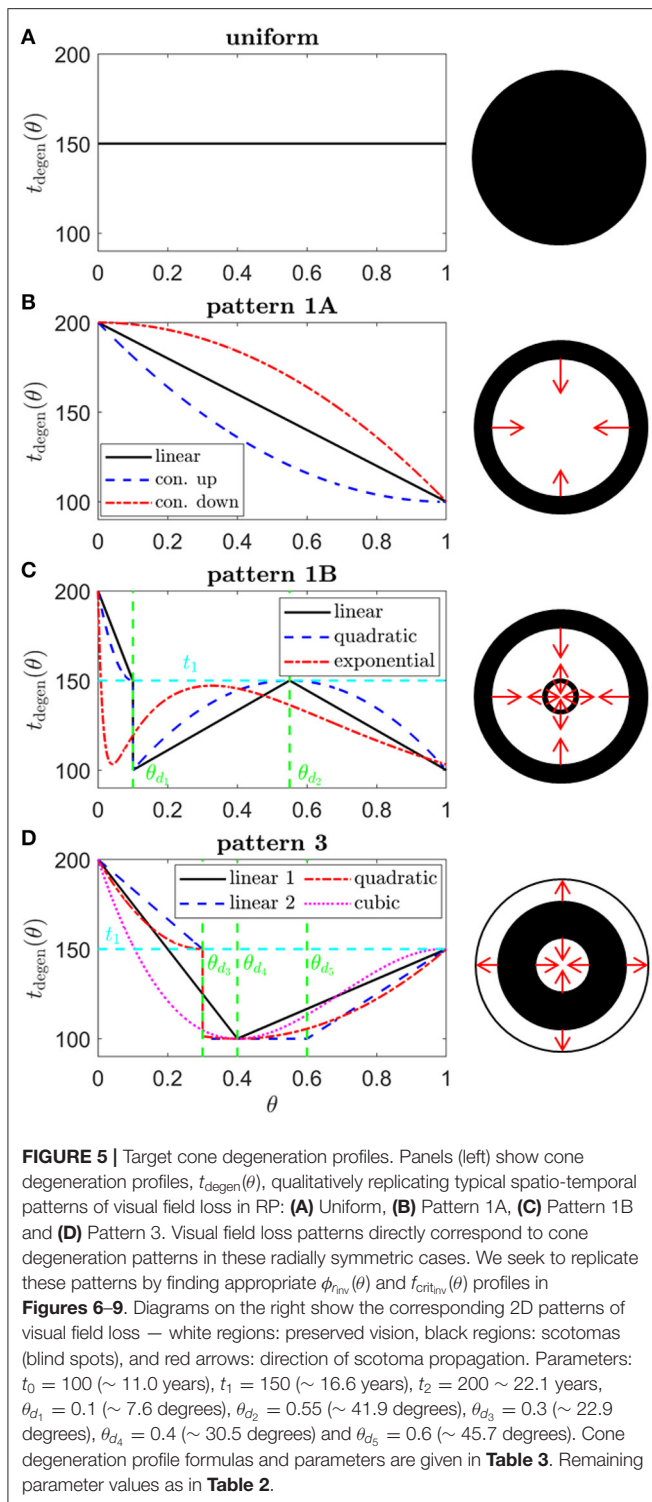 A
uniform
200
150
100
t_degen(θ)
0 0.2 0.4 0.6 0.8 1
B
pattern 1A
200
150
100
t_degen(θ)
linear
con. up
con. down
0 0.2 0.4 0.6 0.8 1
C
pattern 1B
200
150
100
t_degen(θ)
linear
quadratic
exponential
t_1
θ_d_1
θ_d_2
0 0.2 0.4 0.6 0.8 1
D
pattern 3
200
150
100
t_degen(θ)
linear 1
linear 2
quadratic
cubic
t_1
θ_d_3
θ_d_4
θ_d_5
0 0.2 0.4 0.6 0.8 1
θ
FIGURE 5 | Target cone degeneration profiles. Panels (left) show cone
degeneration profiles, t_degen(θ), qualitatively replicating typical spatio-temporal
patterns of visual field loss in RP: (A) Uniform, (B) Pattern 1A, (C) Pattern 1B
and (D) Pattern 3. Visual field loss patterns directly correspond to cone
degeneration patterns in these radially symmetric cases. We seek to replicate
these patterns by finding appropriate ϕ_r_inv(θ) and f_crit_inv(θ) profiles in
Figures 6–9. Diagrams on the right show the corresponding 2D patterns of
visual field loss — white regions: preserved vision, black regions: scotomas
(blind spots), and red arrows: direction of scotoma propagation. Parameters:
t_0 = 100 (∼ 11.0 years), t_1 = 150 (∼ 16.6 years), t_2 = 200 ∼ 22.1 years,
θ_d_1 = 0.1 (∼ 7.6 degrees), θ_d_2 = 0.55 (∼ 41.9 degrees), θ_d_3 = 0.3 (∼ 22.9
degrees), θ_d_4 = 0.4 (∼ 30.5 degrees) and θ_d_5 = 0.6 (∼ 45.7 degrees). Cone
degeneration profile formulas and parameters are given in Table 3. Remaining
parameter values as in Table 2.